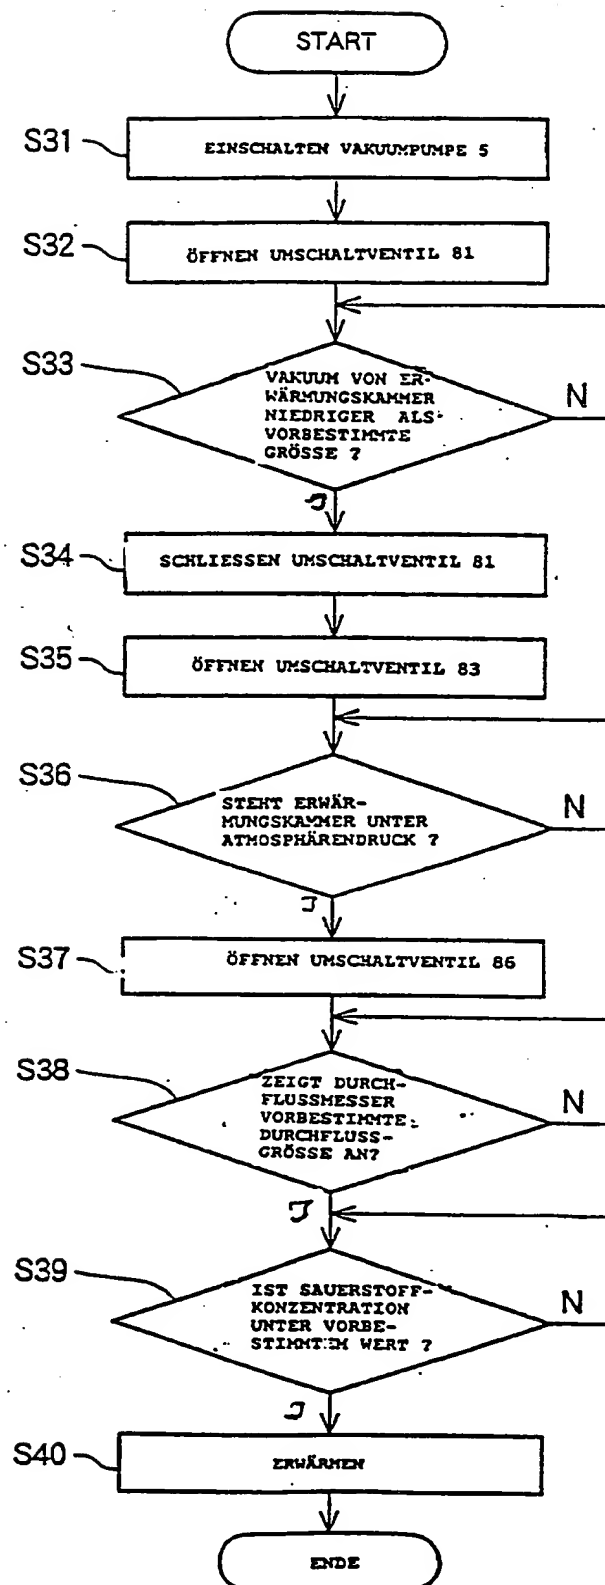 START
S31
EINSCHALTEN VAKUUMPUMPE 5
S32
ÖFFNEN UMSCHALTVENTIL 81
S33
VAKUUM VON ER-
WÄRMUNGSKAMMER
NIEDRIGER ALS
VORBESTIMMTE
GRÖSSE ?
N
J
S34
SCHLIESSEN UMSCHALTVENTIL 81
S35
ÖFFNEN UMSCHALTVENTIL 83
S36
STEHT ERWÄR-
MUNGSKAMMER UNTER
ATMOSPHÄRENDRUCK ?
N
J
S37
ÖFFNEN UMSCHALTVENTIL 86
S38
ZEIGT DURCH-
FLUSSMESSER
VORBESTIMMTE
DURCHFLUSS-
GRÖSSE AN?
N
J
S39
IST SAUERSTOFF-
KONZENTRATION
UNTER VORBE-
STIMMTEM WERT ?
N
J
S40
ERWÄRMEN
ENDE